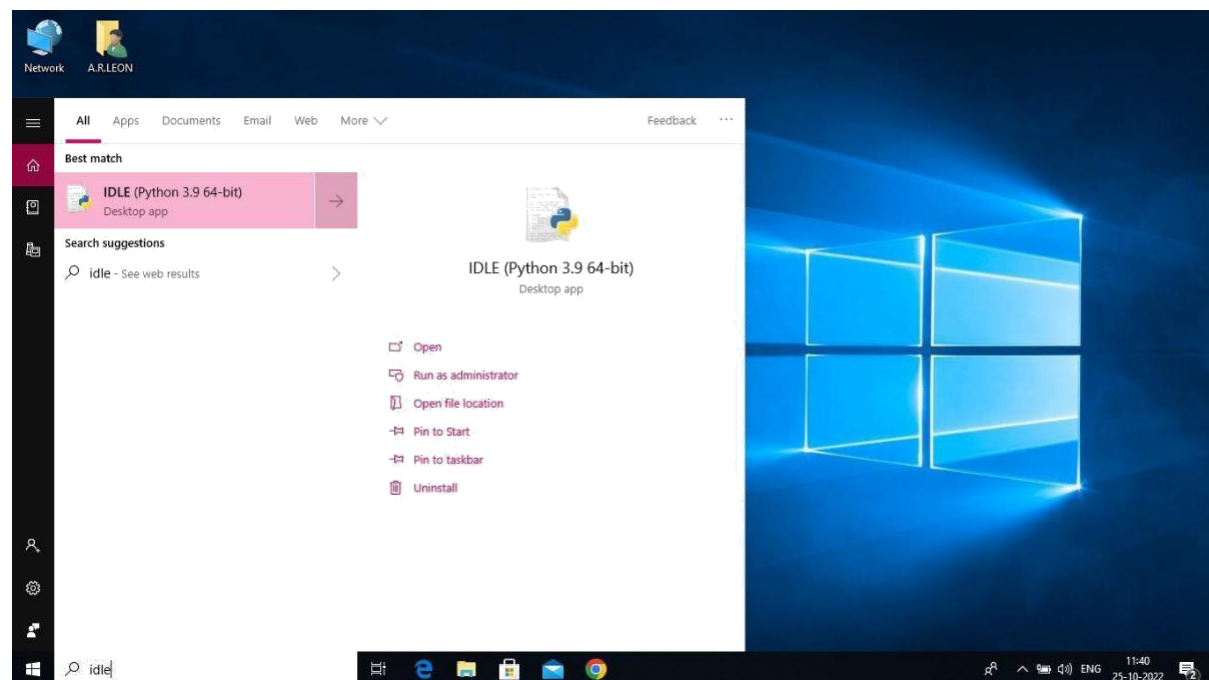 Network A.R.LEON
All Apps Documents Email Web More Feedback ...
Best match
IDLE (Python 3.9 64-bit)
Desktop app
Search suggestions
idle - See web results
IDLE (Python 3.9 64-bit)
Desktop app
Open
Run as administrator
Open file location
Pin to Start
Pin to taskbar
Uninstall
idle
ENG
11:40
25-10-2022
2